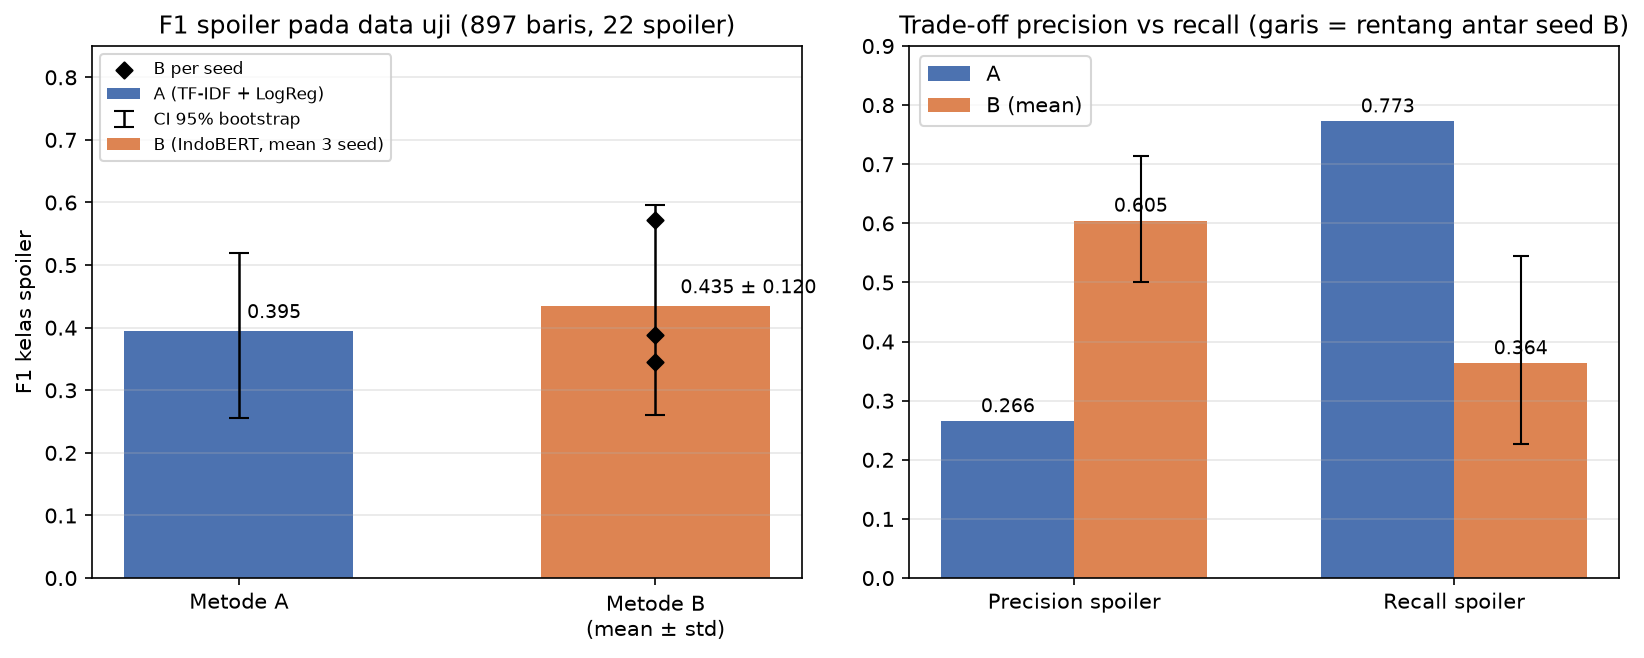 F1 spoiler pada data uji (897 baris, 22 spoiler)
F1 kelas spoiler
0.8
0.7
0.6
0.5
0.4
0.3
0.2
0.1
0.0
B per seed
A (TF-IDF + LogReg)
CI 95% bootstrap
B (IndoBERT, mean 3 seed)
0.395
0.435 ± 0.120
Metode A
Metode B
(mean ± std)
Trade-off precision vs recall (garis = rentang antar seed B)
0.9
0.8
0.7
0.6
0.5
0.4
0.3
0.2
0.1
0.0
A
B (mean)
0.266
0.605
0.773
0.364
Precision spoiler
Recall spoiler